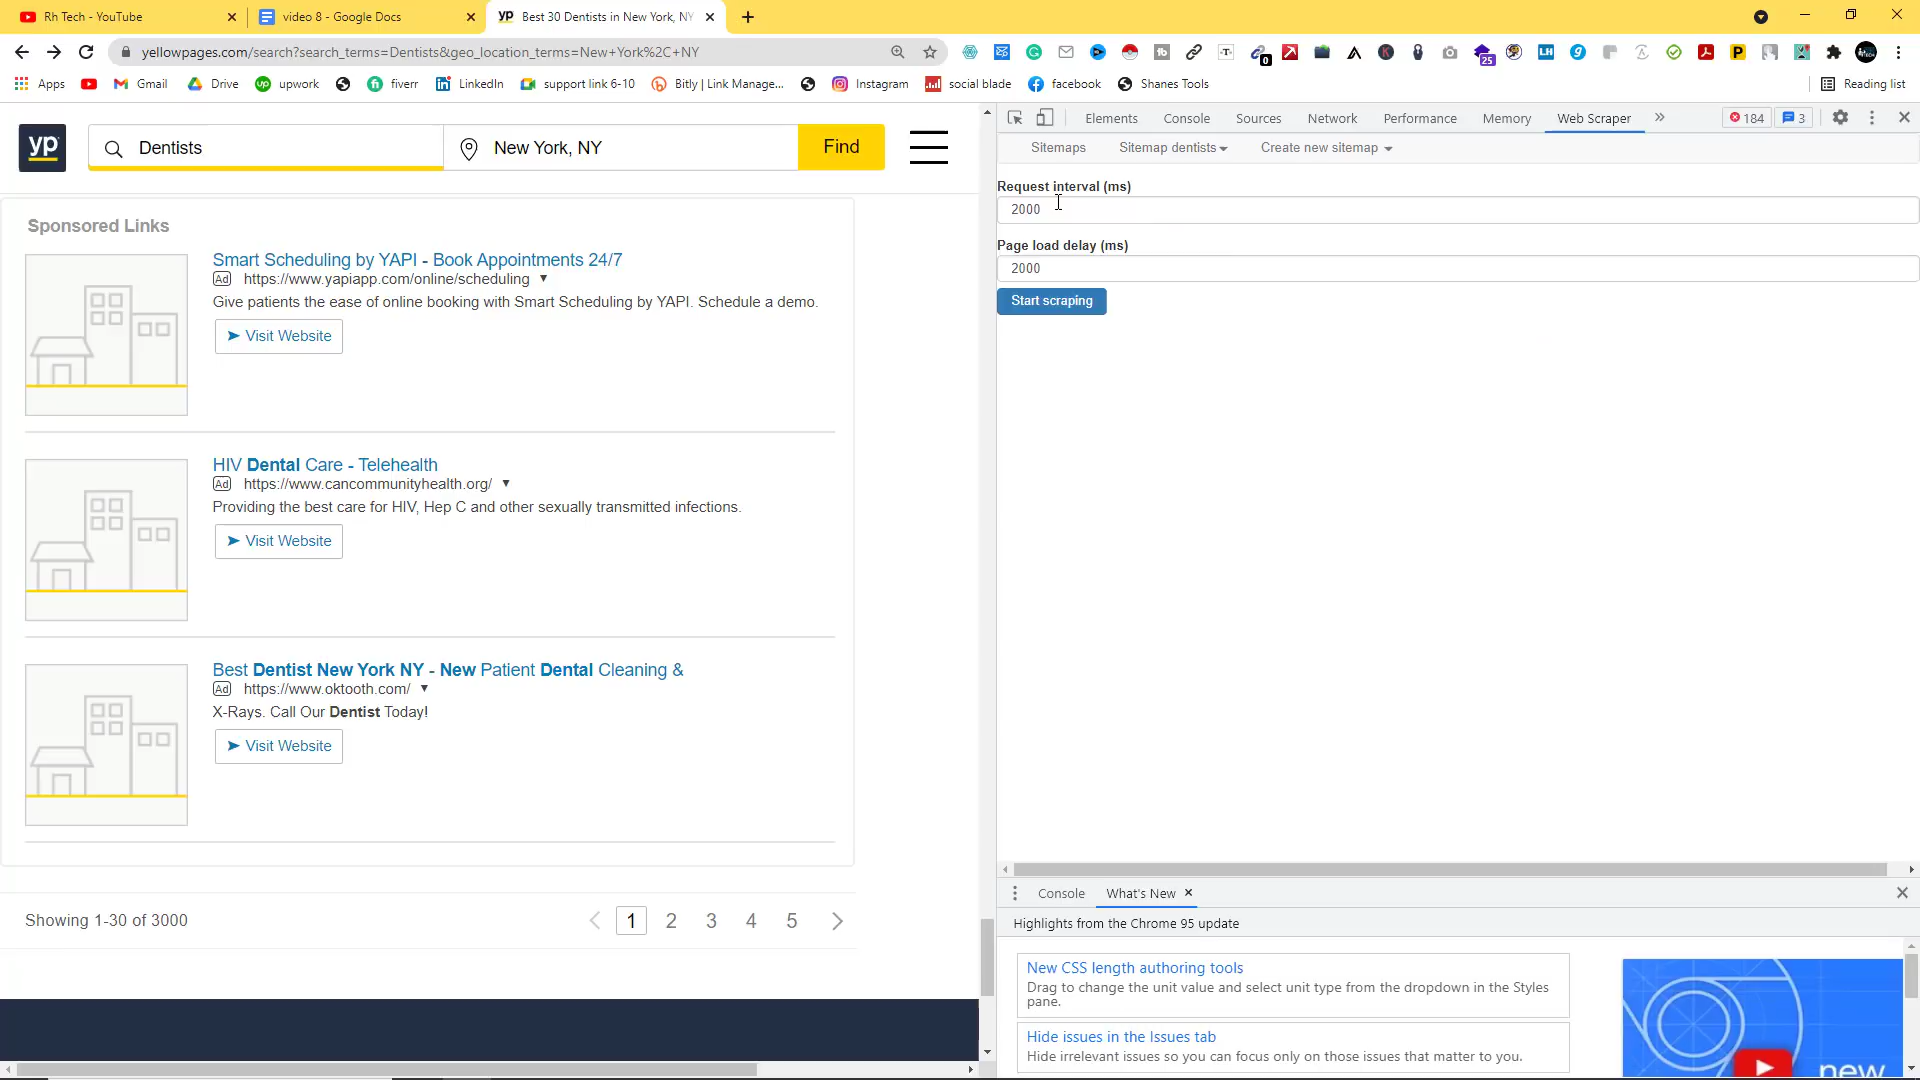 Rh Tech - YouTube
video 8 - Google Docs
yp Best 30 Dentists in New York, NY
yellowpages.com/search?search_terms=Dentists&geo_location_terms=New+York%2C+NY
0
25
LH
Apps
Gmail
Drive
upwork
fiverr
LinkedIn
support link 6-10
Bitly | Link Manage...
Instagram
social blade
facebook
Shanes Tools
Reading list
yp
Dentists
New York, NY
Find
Sponsored Links
Smart Scheduling by YAPI - Book Appointments 24/7
Ad https://www.yapiapp.com/online/scheduling ▼
Give patients the ease of online booking with Smart Scheduling by YAPI. Schedule a demo.
➤ Visit Website
HIV Dental Care - Telehealth
Ad https://www.cancommunityhealth.org/ ▼
Providing the best care for HIV, Hep C and other sexually transmitted infections.
➤ Visit Website
Best Dentist New York NY - New Patient Dental Cleaning &
Ad https://www.oktooth.com/ ▼
X-Rays. Call Our Dentist Today!
➤ Visit Website
Showing 1-30 of 3000
1 2 3 4 5
Elements
Console
Sources
Network
Performance
Memory
Web Scraper
184
3
Sitemaps
Sitemap dentists
Create new sitemap
Request interval (ms)
2000
Page load delay (ms)
2000
Start scraping
Console
What's New
Highlights from the Chrome 95 update
New CSS length authoring tools
Drag to change the unit value and select unit type from the dropdown in the Styles
pane.
Hide issues in the Issues tab
Hide irrelevant issues so you can focus only on those issues that matter to you.
new